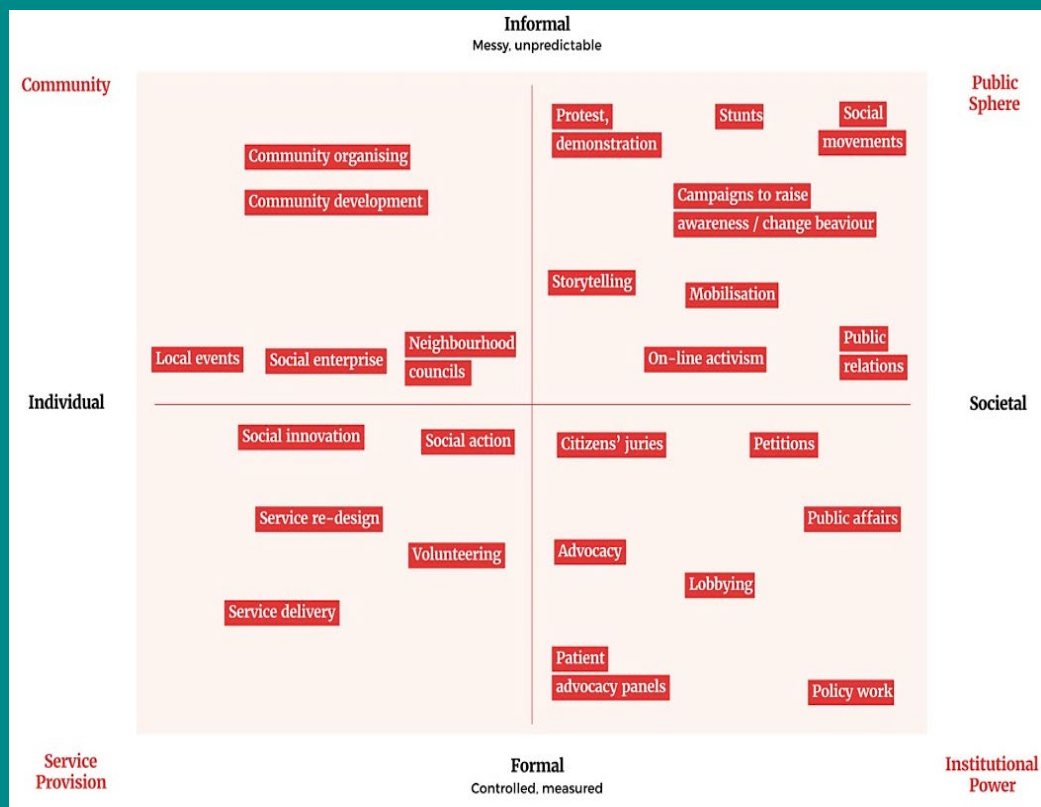 Informal
Messy, unpredictable
Community
Public
Sphere
Protest,
demonstration
Stunts
Social
movements
Community organising
Community development
Campaigns to raise
awareness / change beaviour
Storytelling
Mobilisation
Local events
Social enterprise
Neighbourhood
councils
On-line activism
Public
relations
Individual
Societal
Social innovation
Social action
Citizens' juries
Petitions
Service re-design
Public affairs
Volunteering
Advocacy
Lobbying
Service delivery
Patient
advocacy panels
Policy work
Service
Provision
Formal
Controlled, measured
Institutional
Power